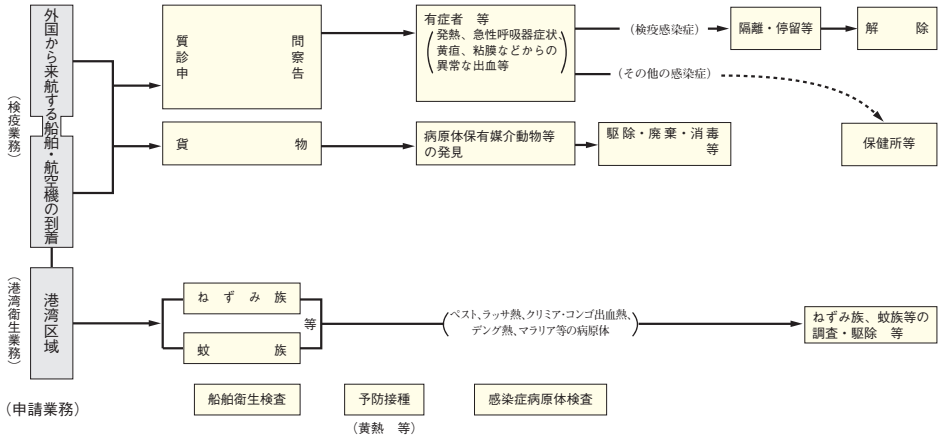 外国から来航する船舶・航空機の到着
（検疫業務）
質問
診察
申告
有症者 等
（発熱、急性呼吸器症状、
黄疸、粘膜などからの
異常な出血等）
（検疫感染症）
隔離・停留等
解除
（その他の感染症）
保健所等
貨物
病原体保有媒介動物等
の発見
駆除・廃棄・消毒
等
港湾区域
（港湾衛生業務）
ねずみ族
蚊族
等
（ペスト、ラッサ熱、クリミア・コンゴ出血熱、
デング熱、マラリア等の病原体）
ねずみ族、蚊族等の
調査・駆除 等
（申請業務）
船舶衛生検査
予防接種
（黄熱 等）
感染症病原体検査